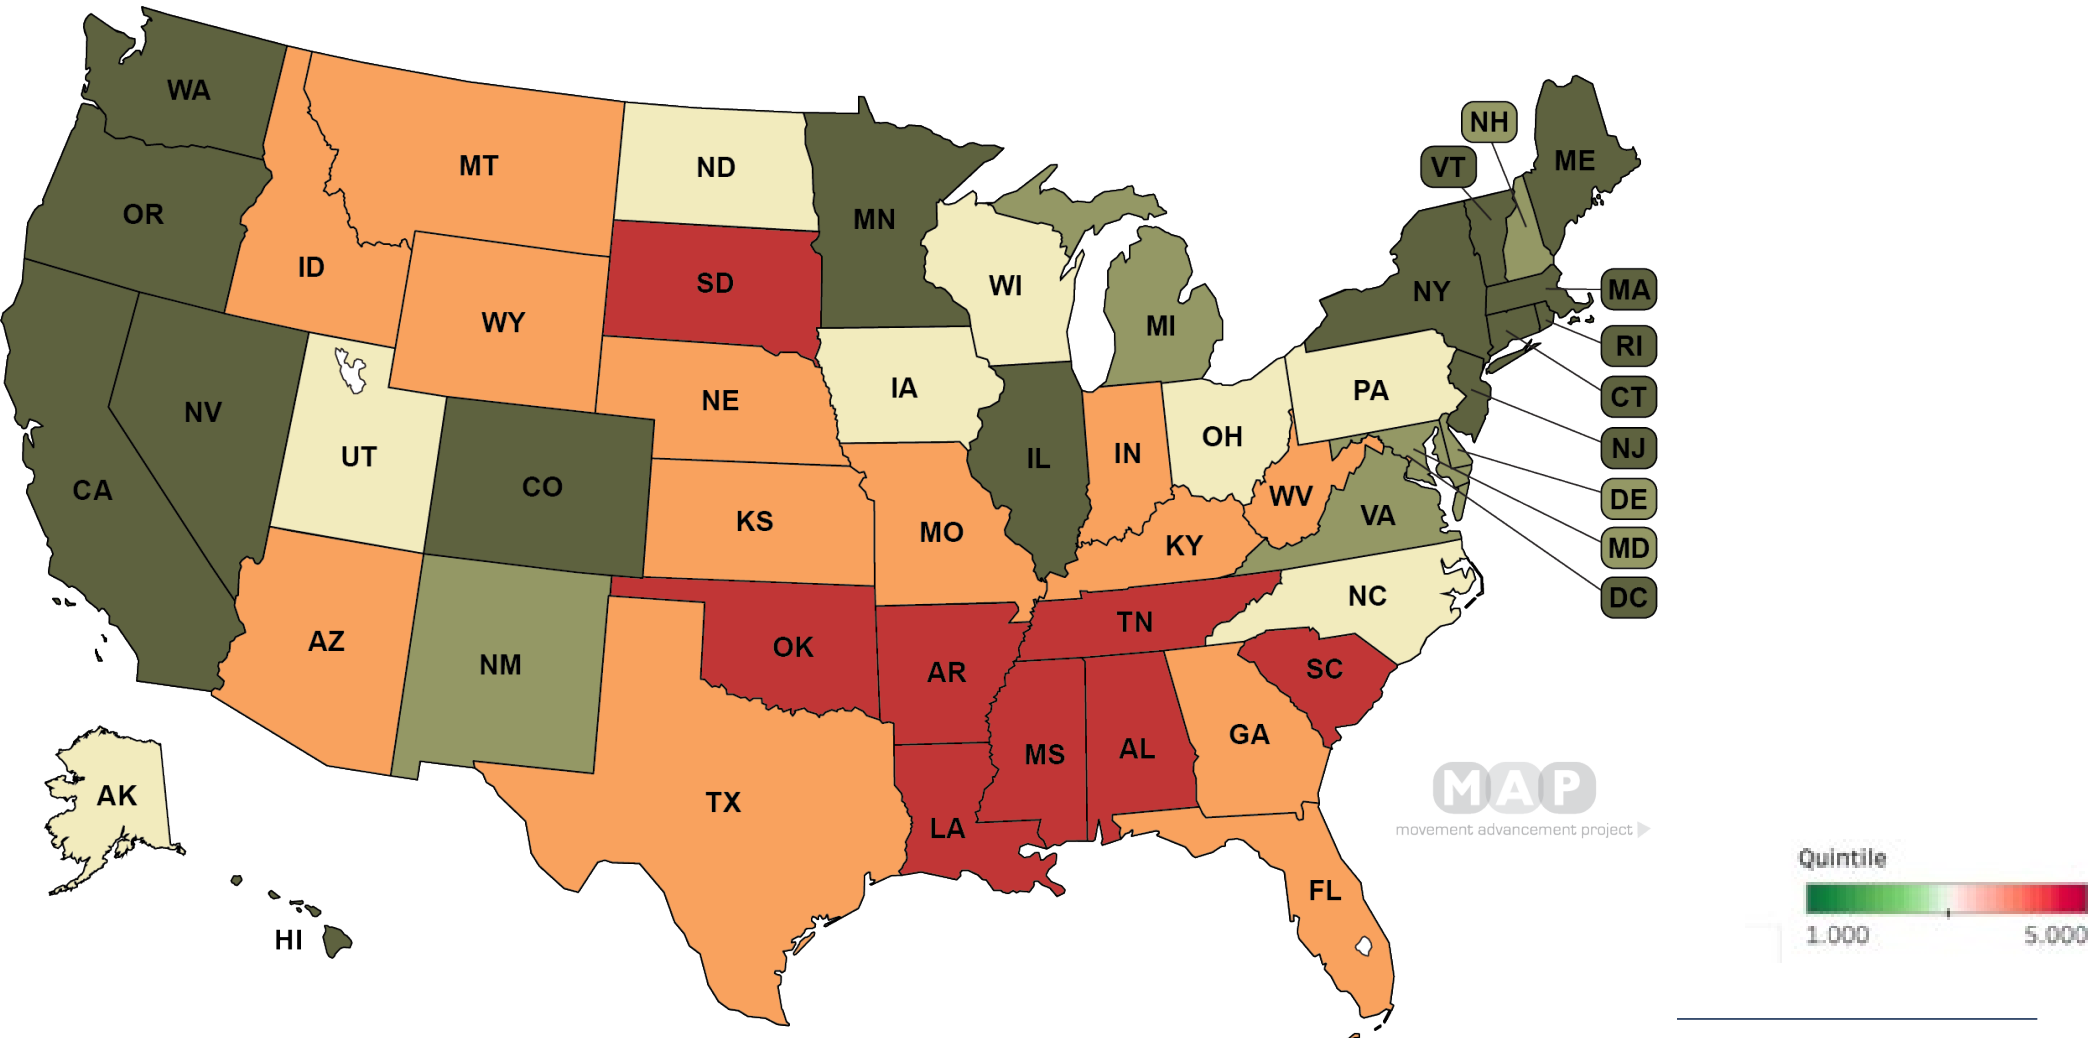 WA
NH
VT
ME
MT
ND
OR
MN
ID
SD
WI
NY
MA
WY
MI
RI
NV
NE
IA
PA
CT
UT
OH
NJ
CA
CO
IL
IN
WV
DE
KS
MO
KY
VA
MD
AZ
NM
OK
AR
TN
NC
DC
SC
TX
MS
AL
GA
AK
LA
MAP
movement advancement project
HI
FL
Quintile
1.000 5.000